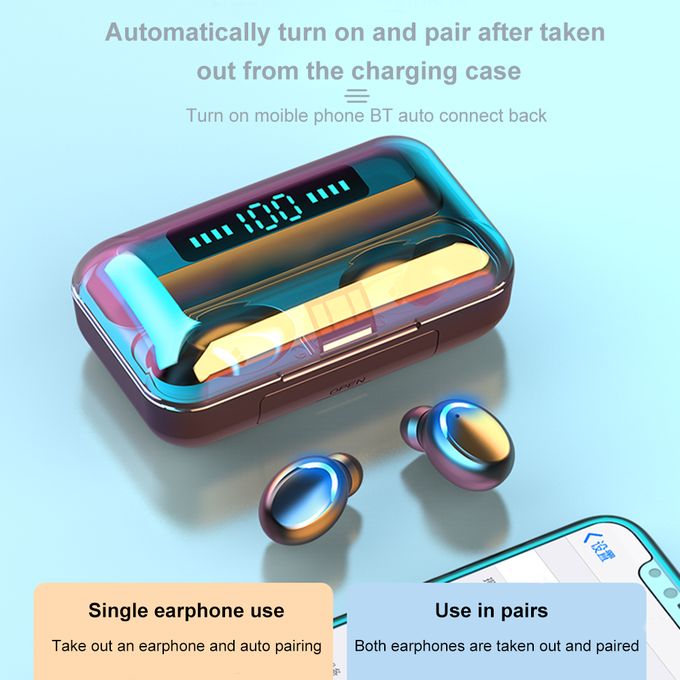 Automatically turn on and pair after taken
out from the charging case
Turn on moible phone BT auto connect back
100
OPEN
设置
Single earphone use
Take out an earphone and auto pairing
Use in pairs
Both earphones are taken out and paired